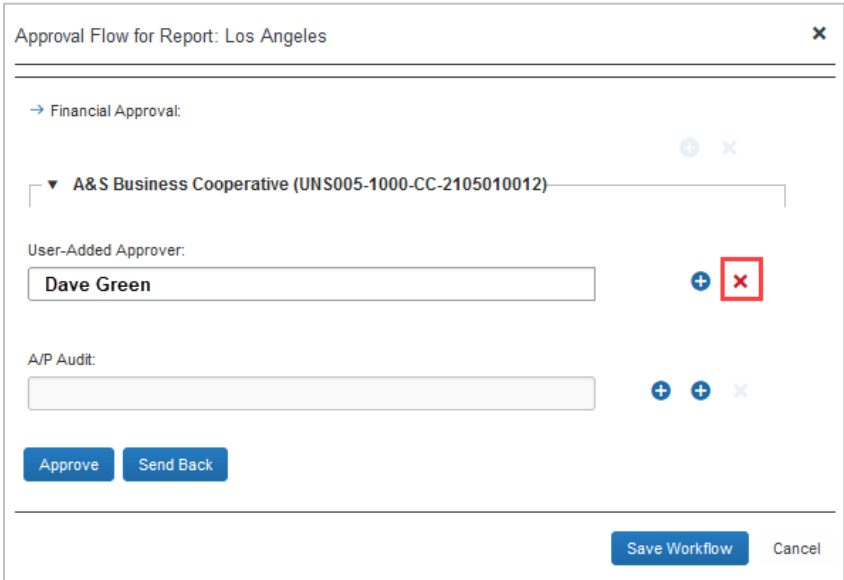 Approval Flow for Report: Los Angeles
→ Financial Approval:
A&S Business Cooperative (UNS005-1000-CC-2105010012)
User-Added Approver:
Dave Green
A/P Audit:
Approve Send Back
Save Workflow Cancel